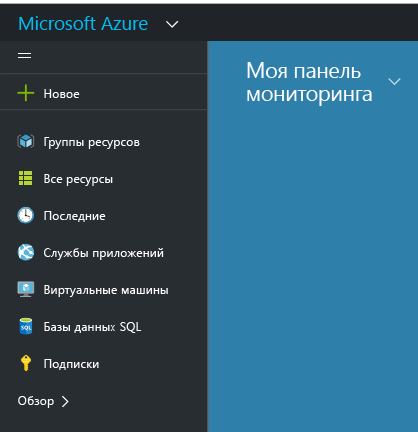 Microsoft Azure
Новое
Моя панель
мониторинга
Группы ресурсов
Все ресурсы
Последние
Службы приложений
Виртуальные машины
Базы данных SQL
Подписки
Обзор